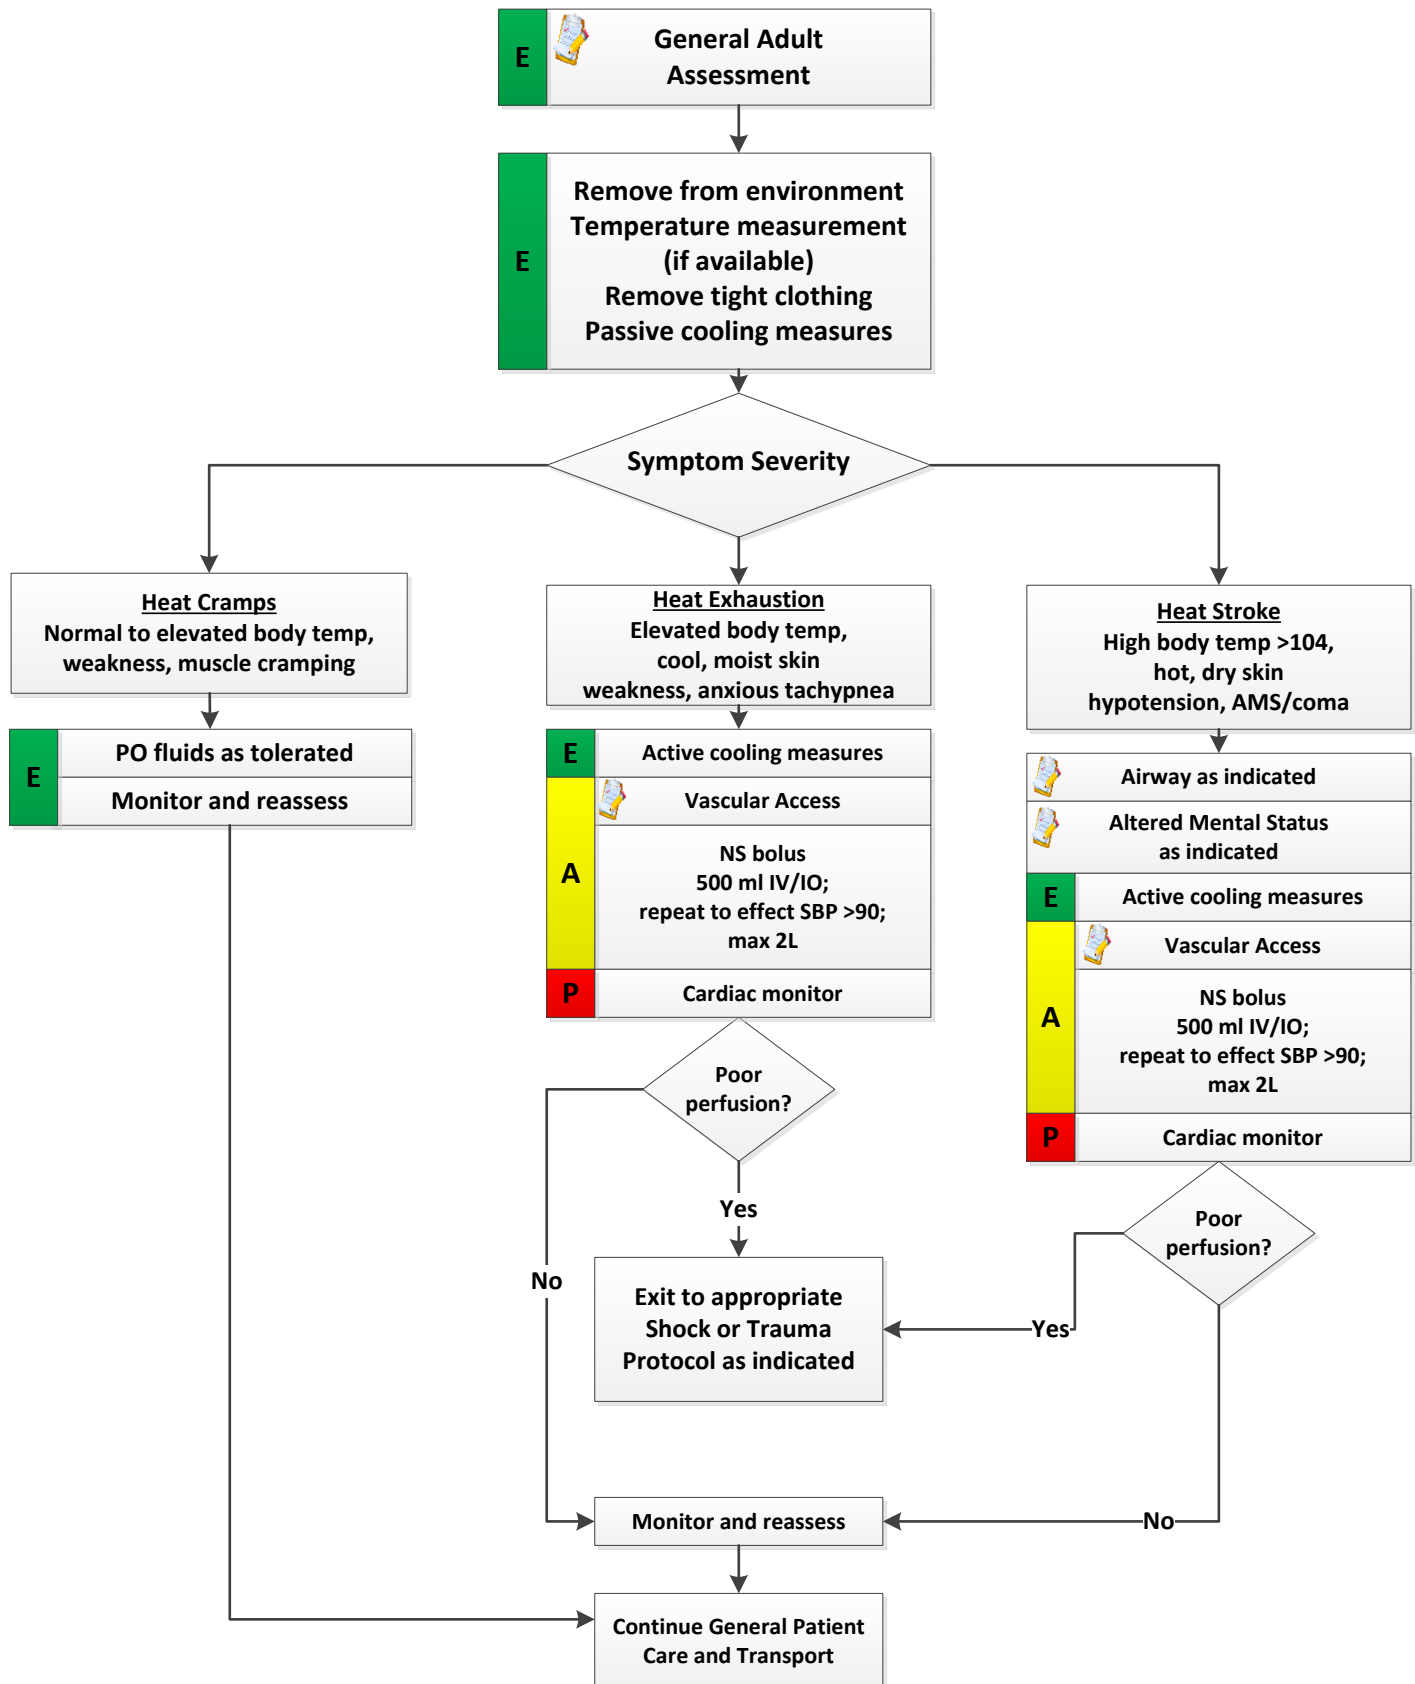 E
General Adult
Assessment
E
Remove from environment
Temperature measurement
(if available)
Remove tight clothing
Passive cooling measures
Symptom Severity
Heat Cramps
Normal to elevated body temp,
weakness, muscle cramping
E
PO fluids as tolerated
Monitor and reassess
Heat Exhaustion
Elevated body temp,
cool, moist skin
weakness, anxious tachypnea
E
Active cooling measures
A
Vascular Access
NS bolus
500 ml IV/IO;
repeat to effect SBP >90;
max 2L
P
Cardiac monitor
Poor
perfusion?
Yes
No
Heat Stroke
High body temp >104,
hot, dry skin
hypotension, AMS/coma
Airway as indicated
Altered Mental Status
as indicated
E
Active cooling measures
A
Vascular Access
NS bolus
500 ml IV/IO;
repeat to effect SBP >90;
max 2L
P
Cardiac monitor
Poor
perfusion?
Yes
No
Exit to appropriate
Shock or Trauma
Protocol as indicated
Monitor and reassess
Continue General Patient
Care and Transport